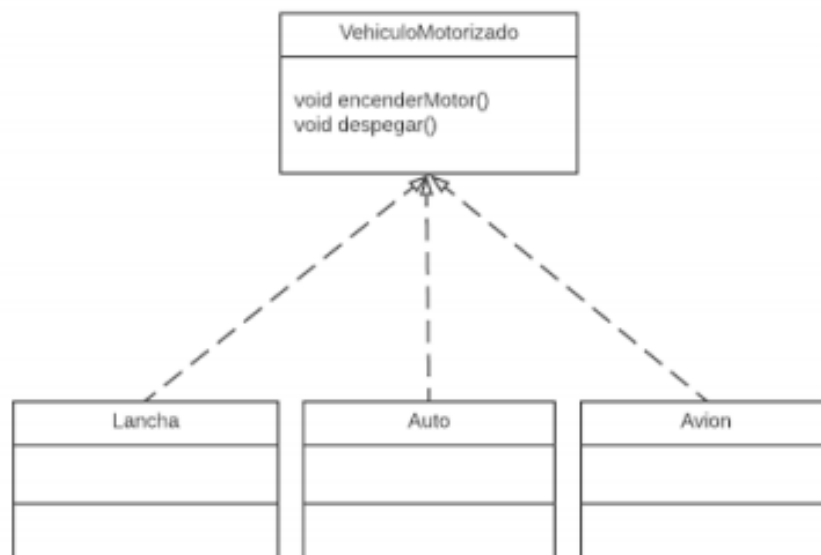 VehiculoMotorizado
void encenderMotor()
void despegar()
Lancha
Auto
Avion